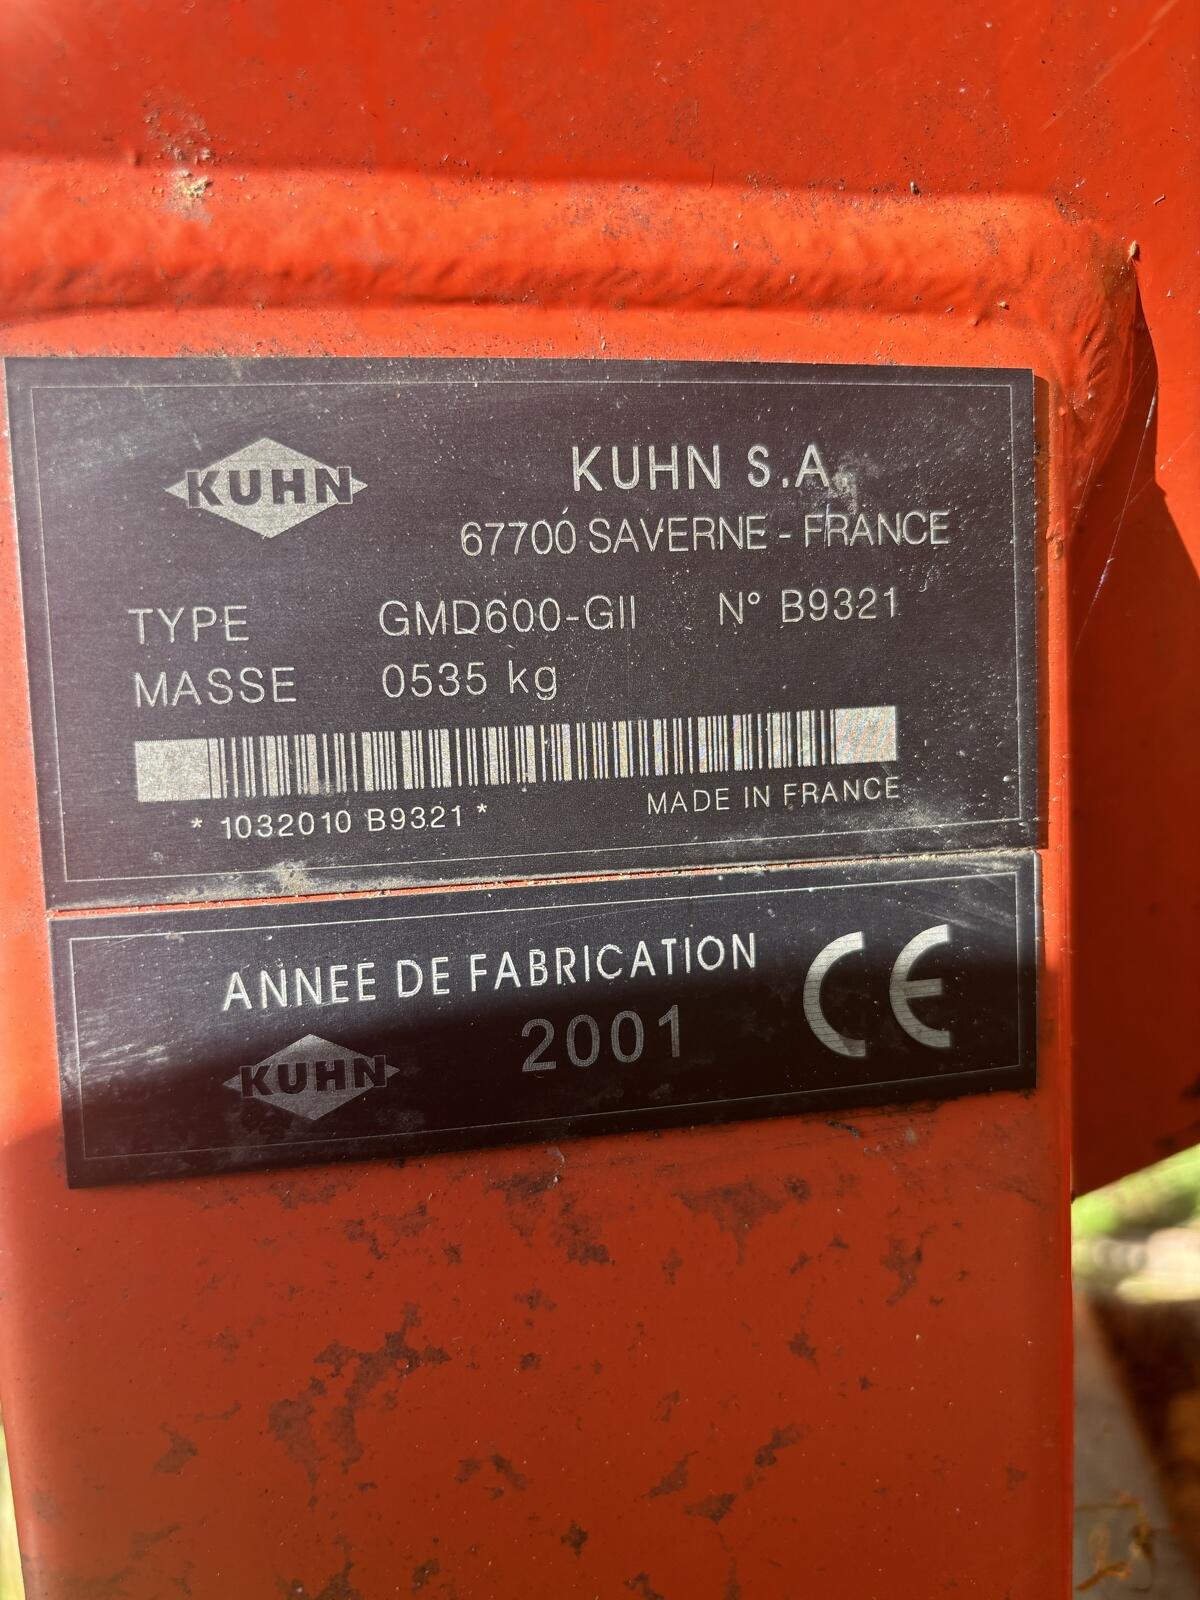 KUHN
KUHN S.A.
67700 SAVERNE - FRANCE
TYPE GMD600-GII N° B9321
MASSE 0535 kg
* 1032010 B9321 *
MADE IN FRANCE
ANNEE DE FABRICATION
CE
KUHN
2001